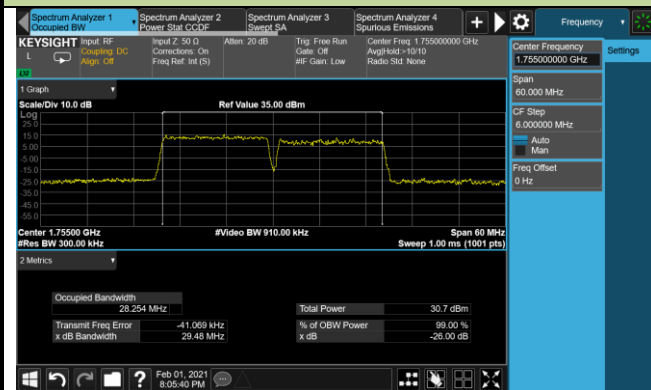 Spectrum Analyzer 1
Occupied BW
Spectrum Analyzer 2
Power Stat CCDF
Spectrum Analyzer 3
Swept SA
Spectrum Analyzer 4
Spurious Emissions
Frequency
KEYSIGHT
L
Input: RF
Coupling: DC
Align: Off
Input Z: 50 Ω
Corrections: On
Freq Ref: Int (S)
Atten: 20 dB
Trig: Free Run
Gate: Off
#IF Gain: Low
Center Freq: 1.755000000 GHz
Avg|Hold:>10/10
Radio Std: None
1 Graph
Scale/Div 10.0 dB
Ref Value 35.00 dBm
Log
25.0
15.0
5.00
-5.00
-15.0
-25.0
-35.0
-45.0
-55.0
Center 1.75500 GHz
#Video BW 910.00 kHz
Span 60 MHz
#Res BW 300.00 kHz
Sweep 1.00 ms (1001 pts)
2 Metrics
Occupied Bandwidth
28.254 MHz
Total Power
30.7 dBm
Transmit Freq Error
-41.069 kHz
% of OBW Power
99.00 %
x dB Bandwidth
29.48 MHz
x dB
-26.00 dB
Center Frequency
1.755000000 GHz
Settings
Span
60.000 MHz
CF Step
6.000000 MHz
Auto
Man
Freq Offset
0 Hz
?
Feb 01, 2021
8:05:40 PM